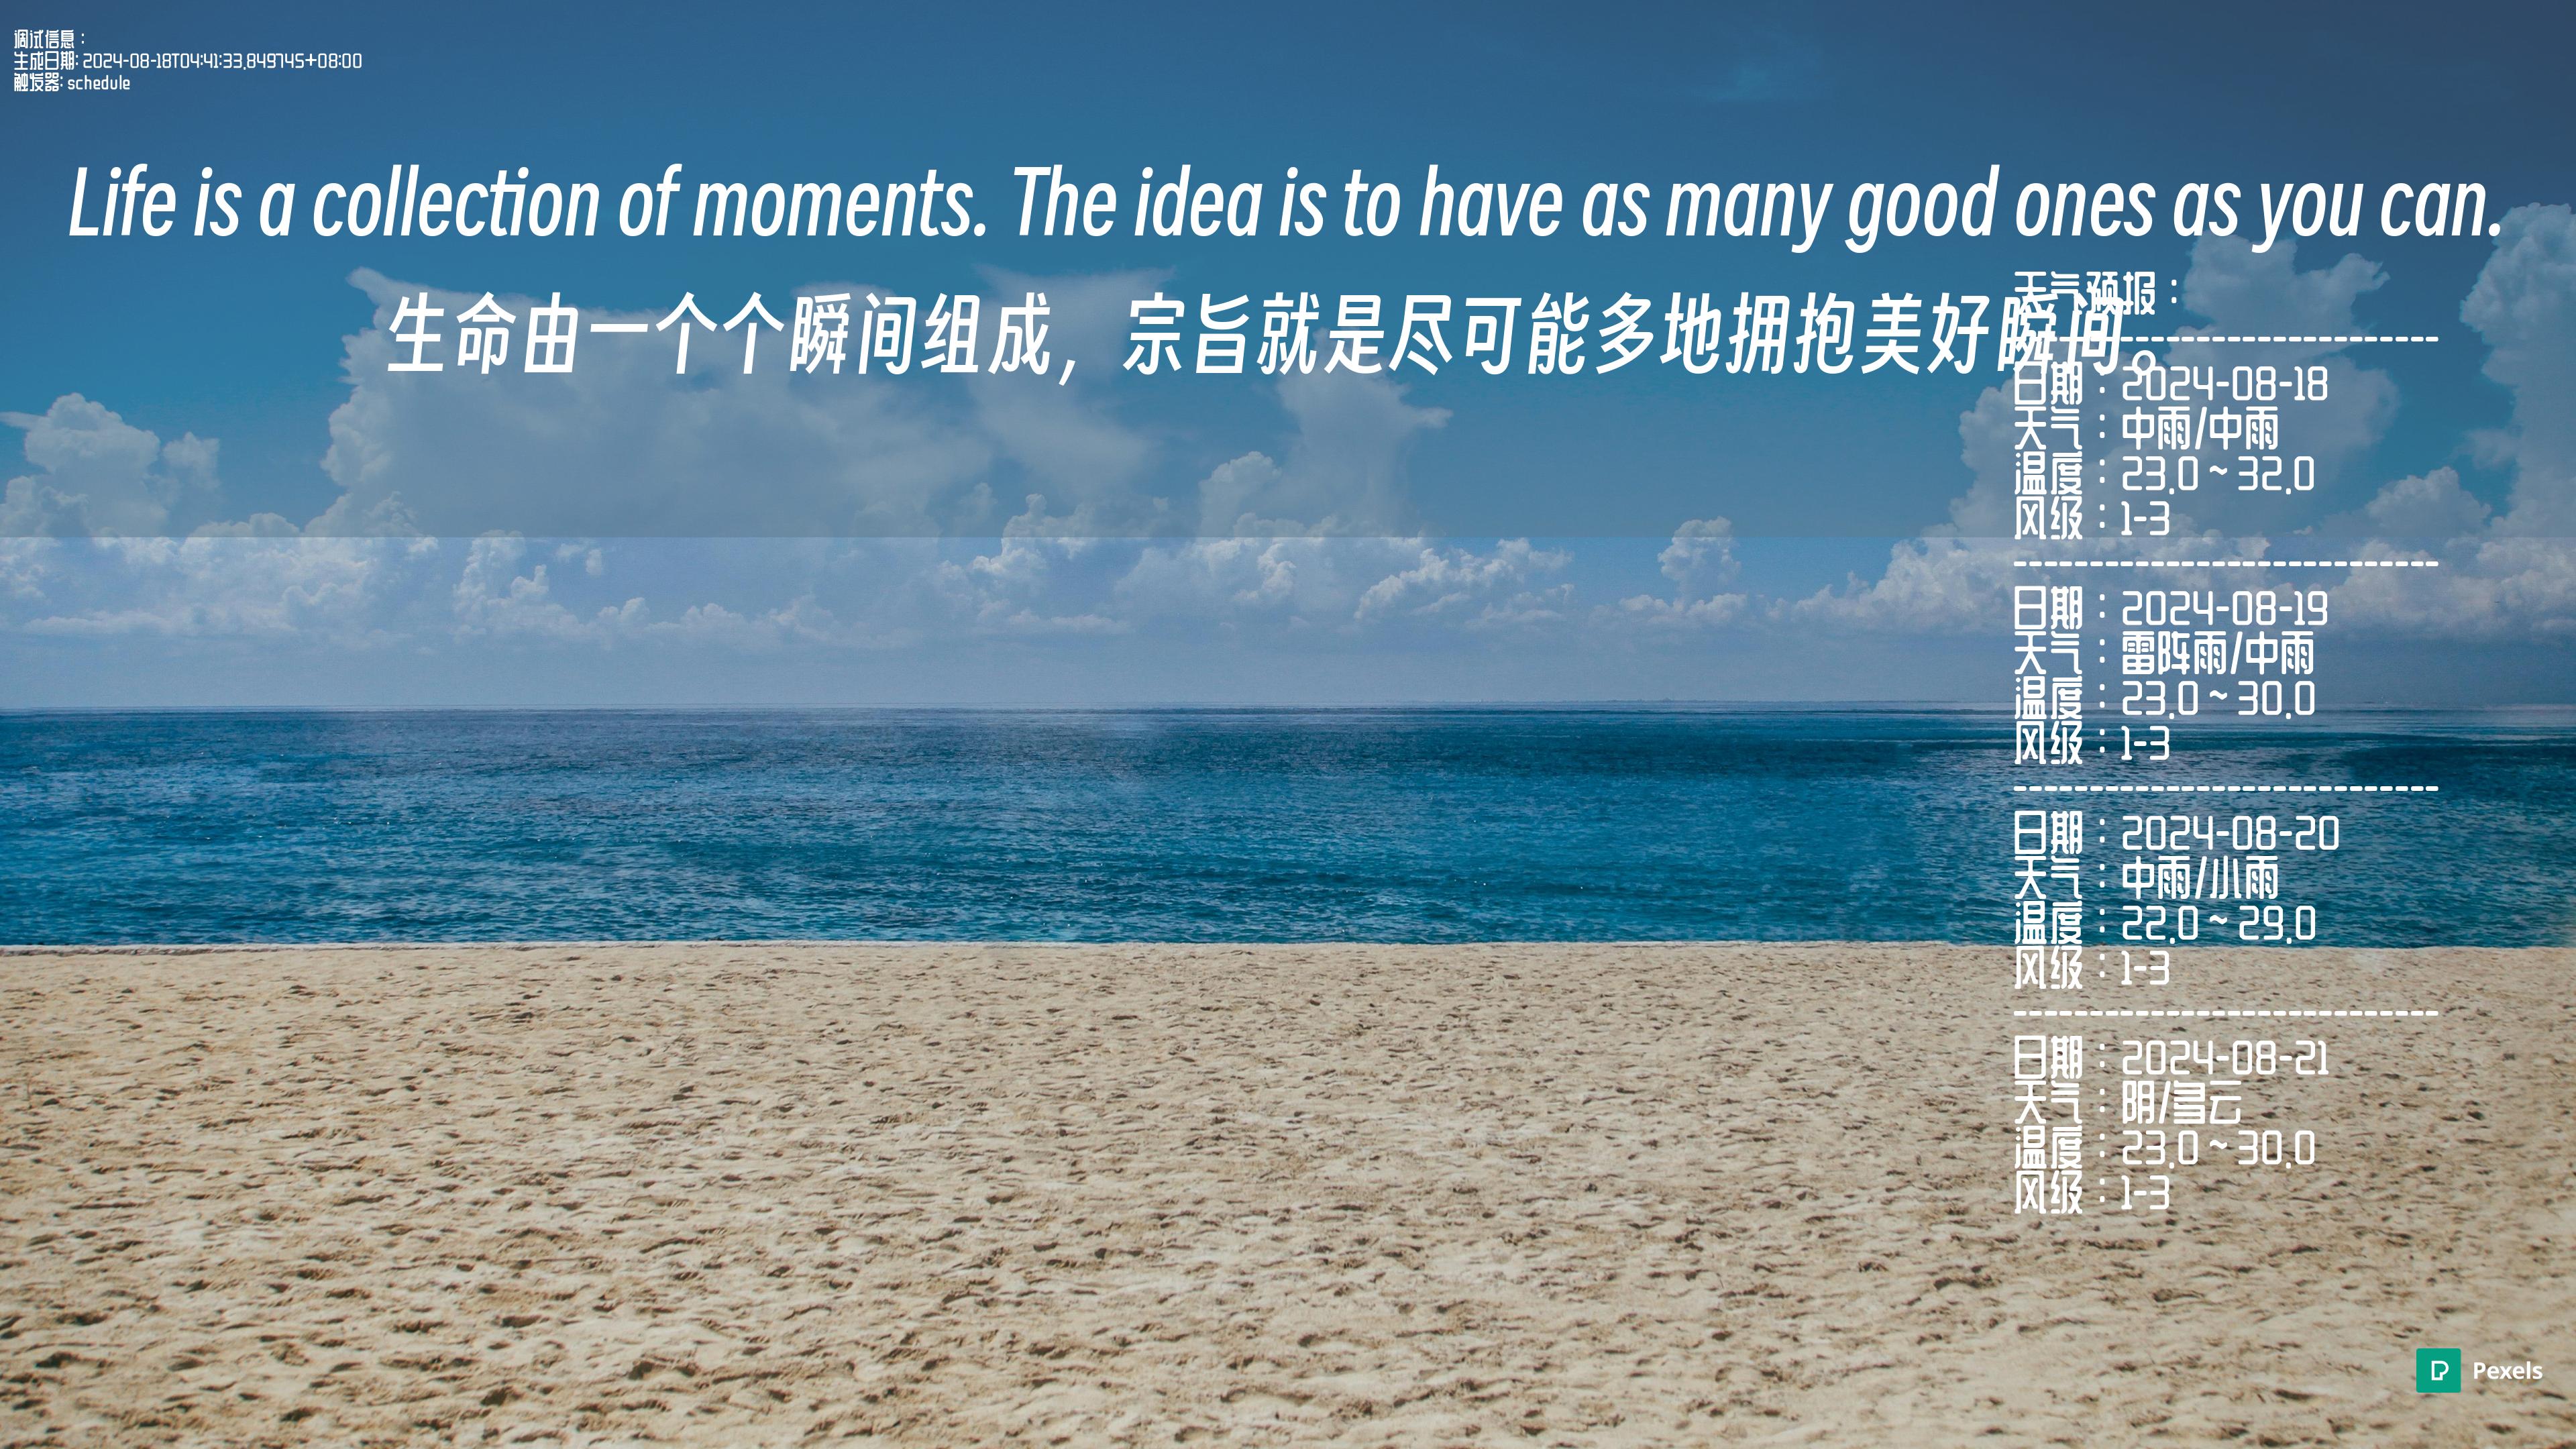 调试信息：
生成日期: 2024-08-18T04:41:33.849745+08:00
触发器: schedule
Life is a collection of moments. The idea is to have as many good ones as you can.
生命由一个个瞬间组成，宗旨就是尽可能多地拥抱美好瞬间。
天气预报：
----------------------------
日期：2024-08-18
天气：中雨/中雨
温度：23.0 ~ 32.0
风级：1-3
----------------------------
日期：2024-08-19
天气：雷阵雨/中雨
温度：23.0 ~ 30.0
风级：1-3
----------------------------
日期：2024-08-20
天气：中雨/小雨
温度：22.0 ~ 29.0
风级：1-3
----------------------------
日期：2024-08-21
天气：阴/多云
温度：23.0 ~ 30.0
风级：1-3
Pexels